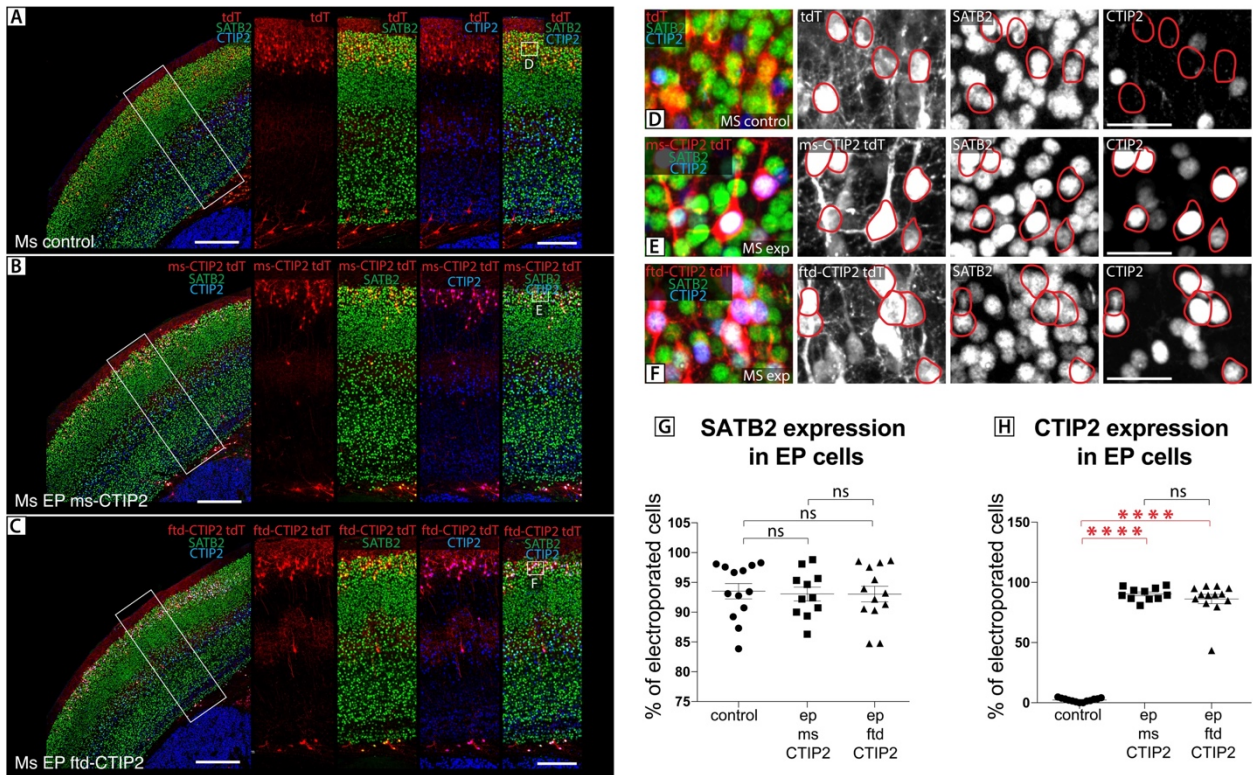 A
tdT
SATB2
CTIP2
tdT
tdT
SATB2
tdT
CTIP2
tdT
SATB2
CTIP2
D
Ms control
B
ms-CTIP2 tdT
SATB2
CTIP2
ms-CTIP2 tdT
ms-CTIP2 tdT
SATB2
ms-CTIP2 tdT
CTIP2
ms-CTIP2 tdT
SATB2
CTIP2
E
Ms EP ms-CTIP2
C
ftd-CTIP2 tdT
SATB2
CTIP2
ftd-CTIP2 tdT
ftd-CTIP2 tdT
SATB2
ftd-CTIP2 tdT
CTIP2
ftd-CTIP2 tdT
SATB2
CTIP2
F
Ms EP ftd-CTIP2
tdT
SATB2
CTIP2
D
MS control
tdT
SATB2
CTIP2
ms-CTIP2 tdT
SATB2
CTIP2
E
MS exp
ms-CTIP2 tdT
SATB2
CTIP2
ftd-CTIP2 tdT
SATB2
CTIP2
F
MS exp
ftd-CTIP2 tdT
SATB2
CTIP2
G SATB2 expression
in EP cells
ns
ns
ns
% of electroporated cells
105
100
95
90
85
80
75
control
ep
ms
CTIP2
ep
ftd
CTIP2
H CTIP2 expression
in EP cells
ns
****
****
% of electroporated cells
150
100
50
0
control
ep
ms
CTIP2
ep
ftd
CTIP2